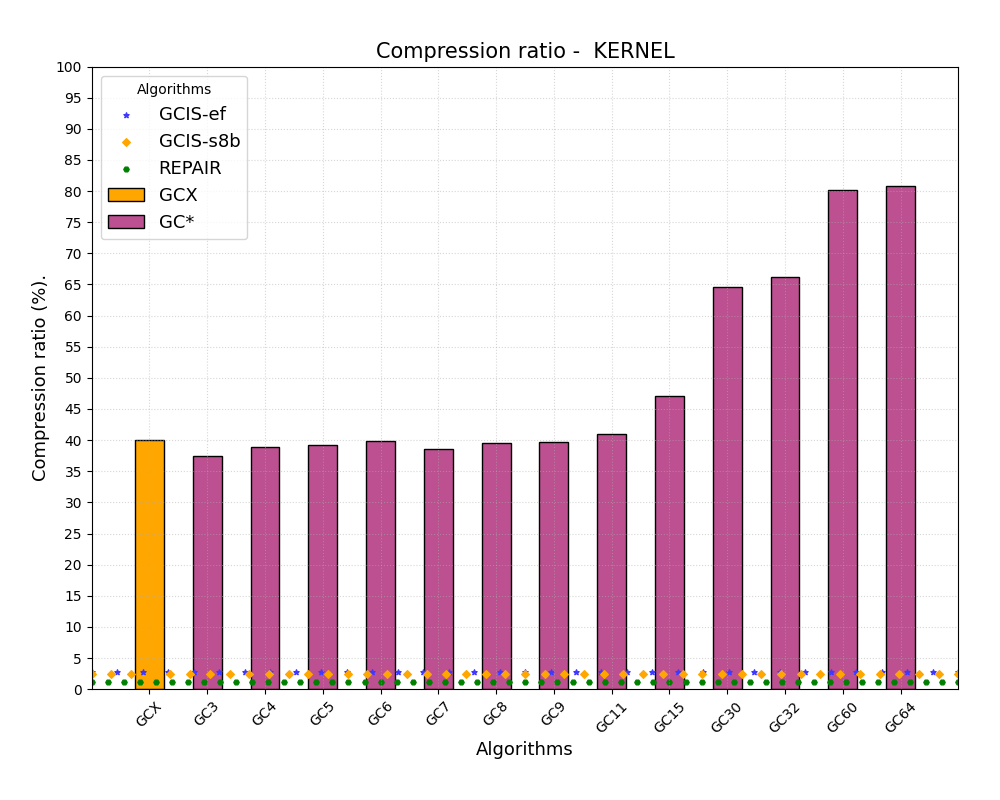 Compression ratio -  KERNEL
100
95
90
85
80
75
70
65
60
55
50
45
40
35
30
25
20
15
10
5
0
Compression ratio (%).
Algorithms
GCIS-ef
GCIS-s8b
REPAIR
GCX
GC*
GCX GC3 GC4 GC5 GC6 GC7 GC8 GC9 GC11 GC15 GC30 GC32 GC60 GC64
Algorithms